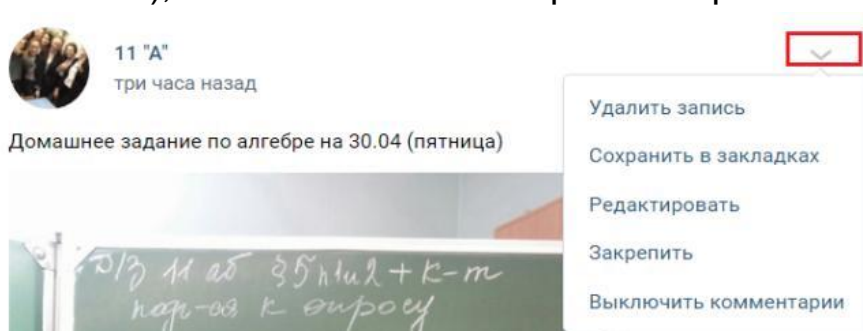 11 "А"
три часа назад
Домашнее задание по алгебре на 30.04 (пятница)
Удалить запись
Сохранить в закладках
Редактировать
Закрепить
Выключить комментарии
Д/З 11 аб §5 п1и2 + к-т
подг-ся к опросу